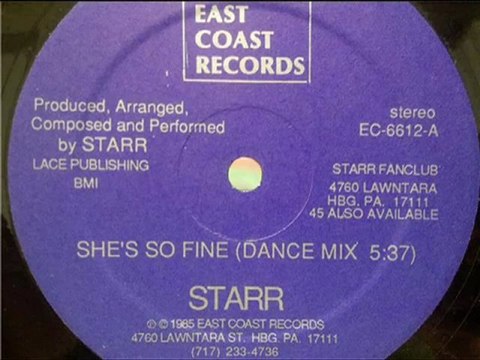 EAST
COAST
RECORDS
Produced, Arranged,
Composed and Performed
by STARR
LACE PUBLISHING
BMI
stereo
EC-6612-A
STARR FANCLUB
4760 LAWNTARA
HBG. PA. 17111
45 ALSO AVAILABLE
SHE'S SO FINE (DANCE MIX 5:37)
STARR
℗ © 1985 EAST COAST RECORDS
4760 LAWNTARA ST. HBG. PA. 17111
(717) 233-4736